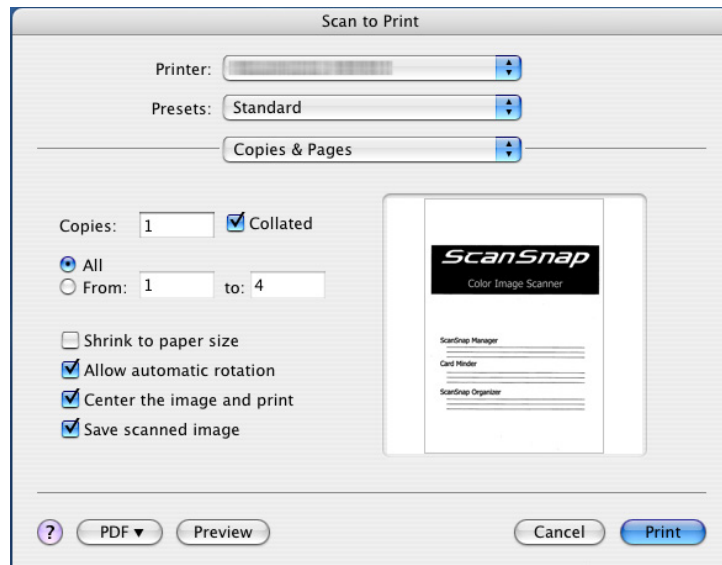 Scan to Print
Printer:
Presets: Standard
Copies & Pages
Copies: 1 Collated
All
From: 1 to: 4
Shrink to paper size
Allow automatic rotation
Center the image and print
Save scanned image
ScanSnap
Color Image Scanner
ScanSnap Manager
Card Minder
ScanSnap Organizer
? PDF▼ Preview Cancel Print